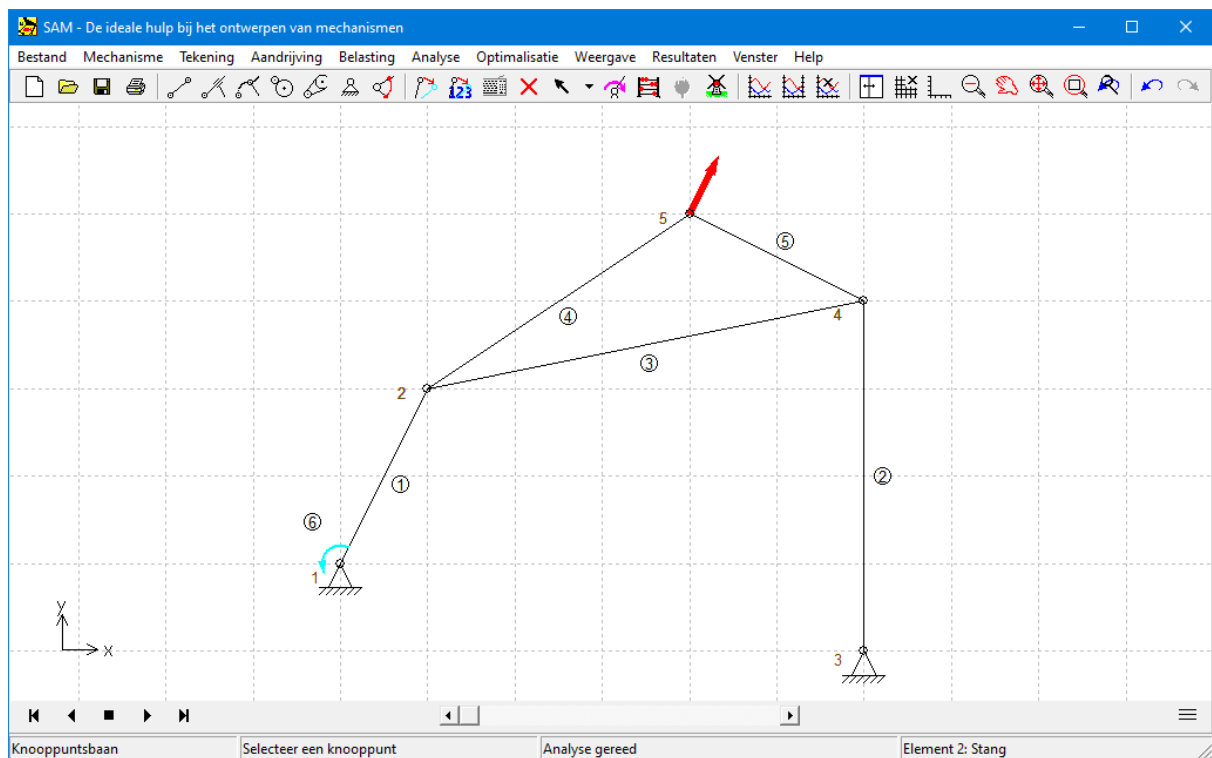 SAM - De ideale hulp bij het ontwerpen van mechanismen
Bestand Mechanisme Tekening Aandrijving Belasting Analyse Optimalisatie Weergave Resultaten Venster Help
123
5
5
4
4
3
2
2
1
6
1
y
x
3
Knooppuntsbaan Selecteer een knooppunt Analyse gereed Element 2: Stang